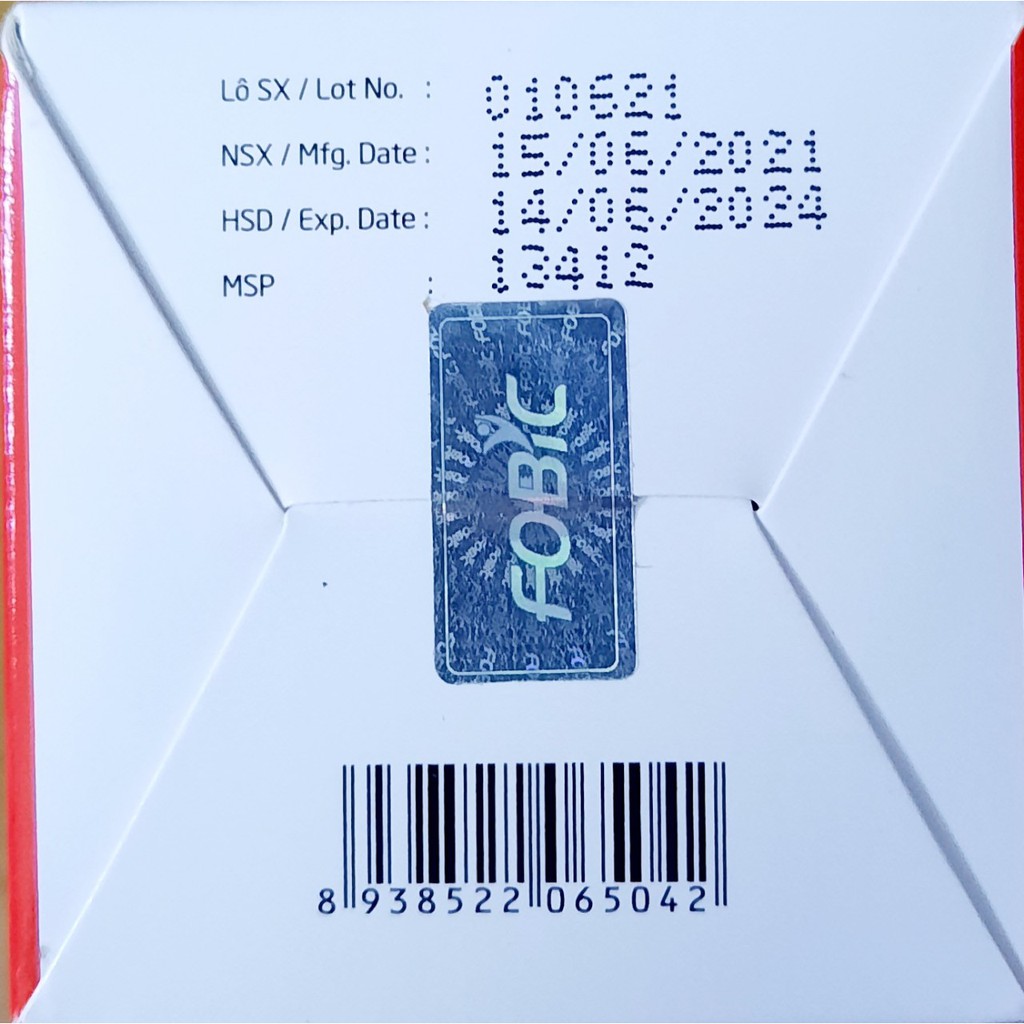 Lô SX / Lot No. : 010621
NSX / Mfg. Date : 15/06/2021
HSD / Exp. Date : 14/06/2024
MSP : 13412
FOBIC
8 938522 065042